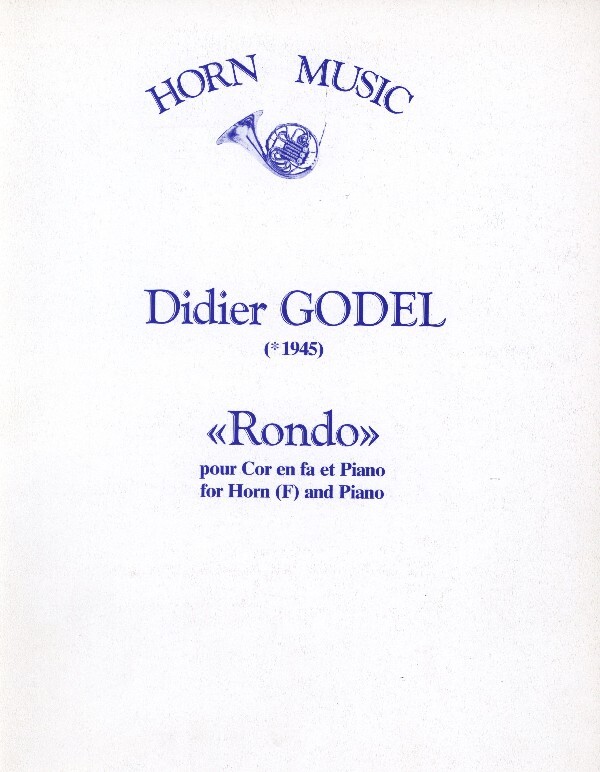 HORN MUSIC
Didier GODEL
(*1945)
«Rondo»
pour Cor en fa et Piano
for Horn (F) and Piano